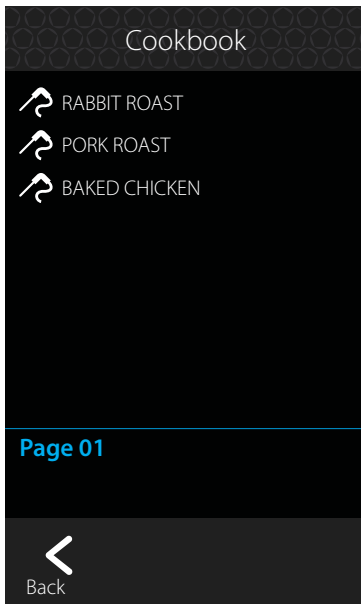 Cookbook
RABBIT ROAST
PORK ROAST
BAKED CHICKEN
Page 01
Back